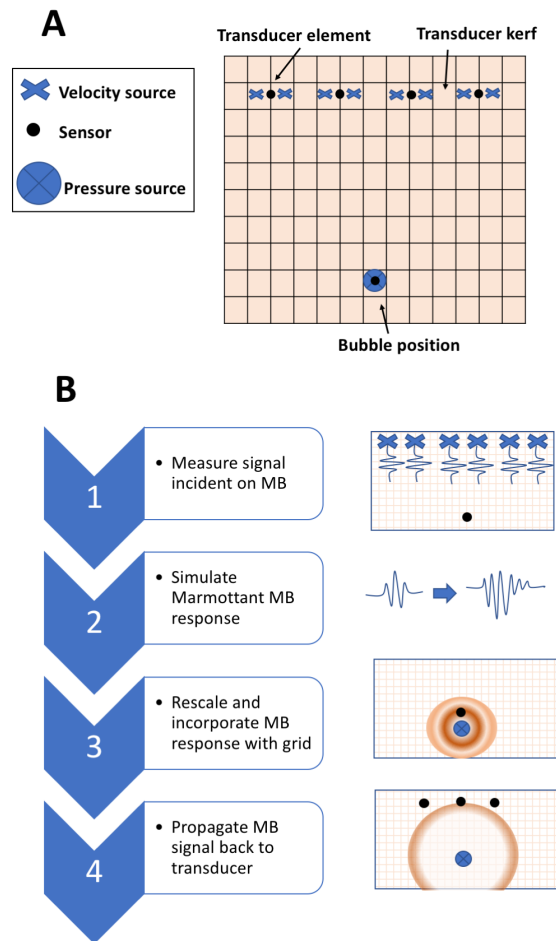 A
Transducer element
Transducer kerf
Velocity source
Sensor
Pressure source
Bubble position
B
1
• Measure signal
incident on MB
2
• Simulate
Marmottant MB
response
3
• Rescale and
incorporate MB
response with grid
4
• Propagate MB
signal back to
transducer